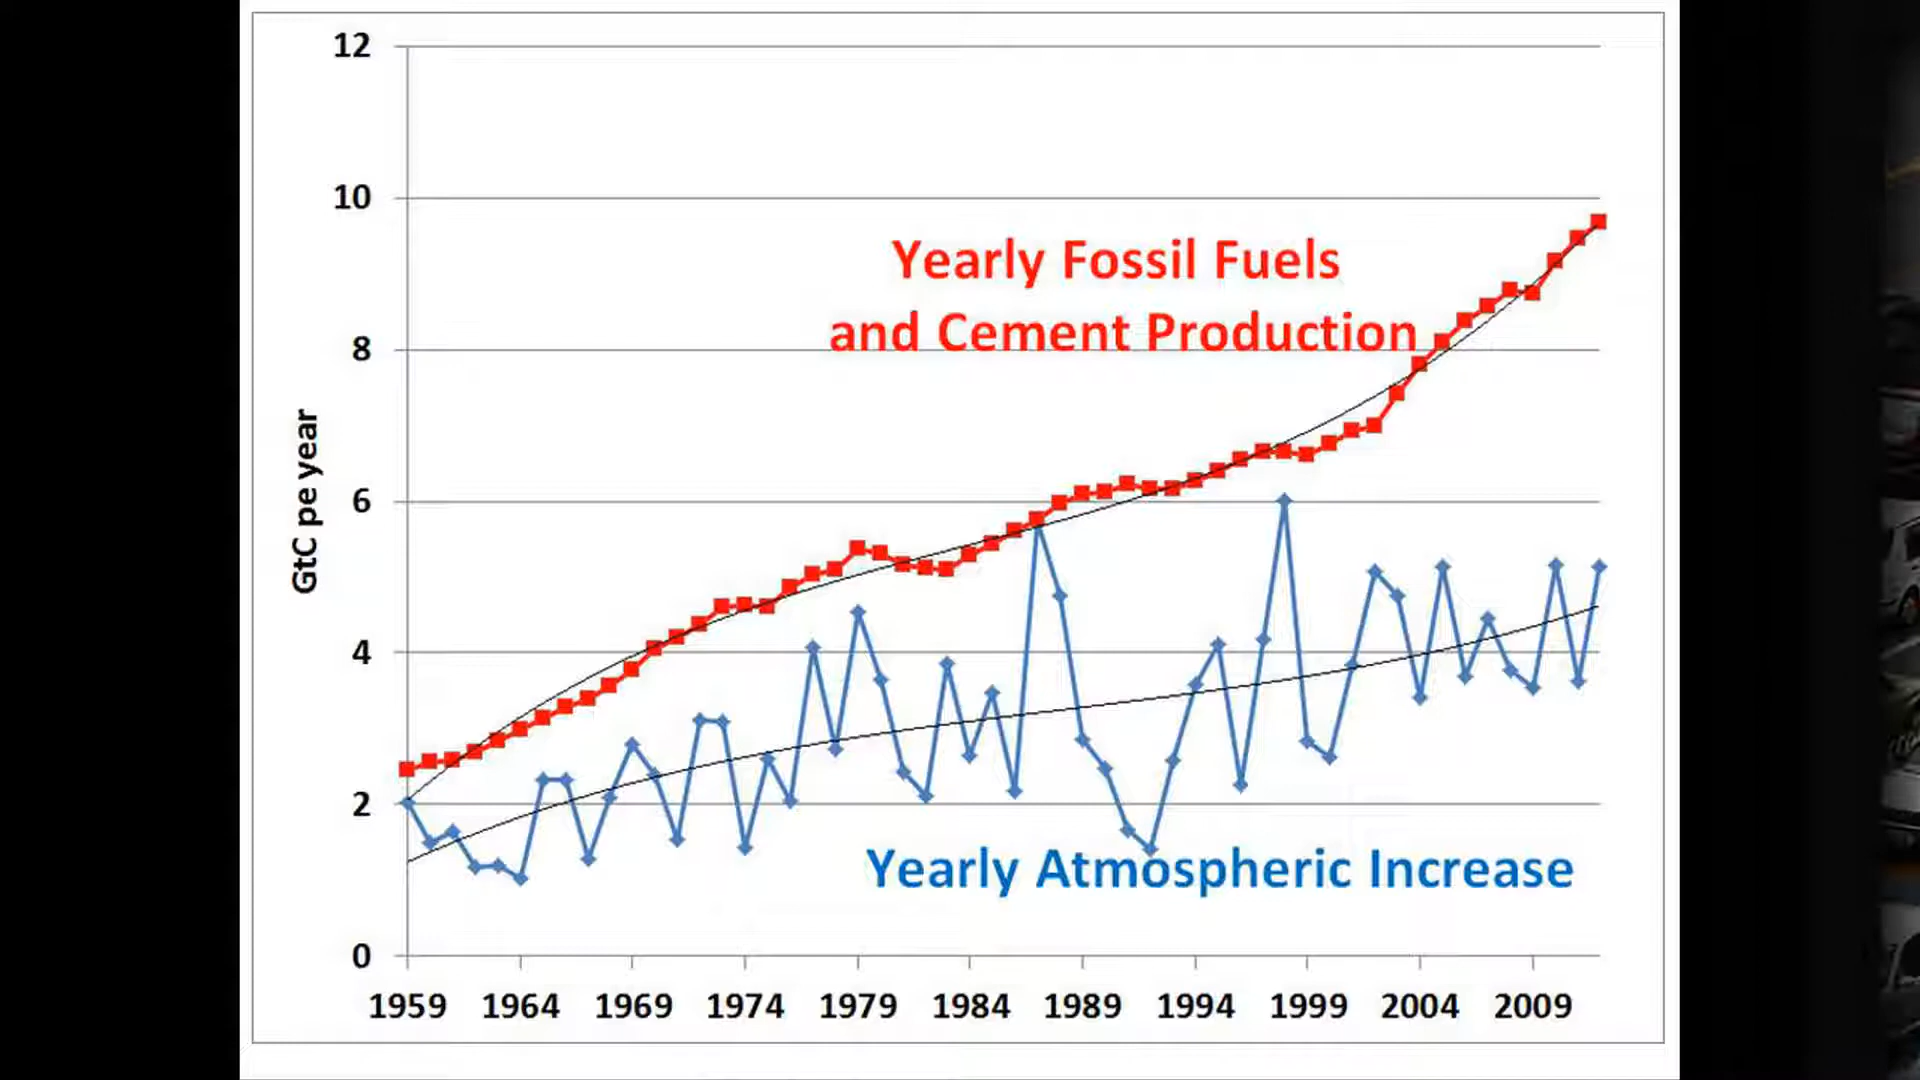 12
10
8
6
4
2
0
GtC pe year
Yearly Fossil Fuels
and Cement Production
Yearly Atmospheric Increase
1959 1964 1969 1974 1979 1984 1989 1994 1999 2004 2009